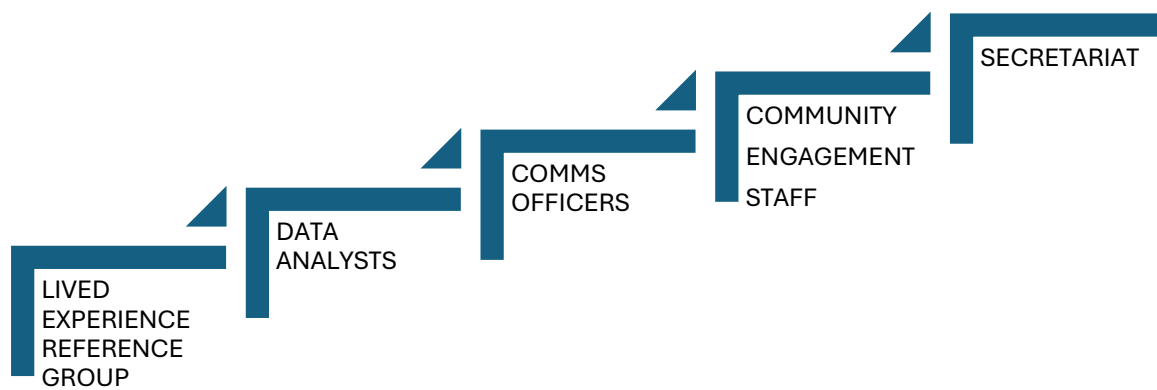 LIVED
EXPERIENCE
REFERENCE
GROUP
DATA
ANALYSTS
COMMS
OFFICERS
COMMUNITY
ENGAGEMENT
STAFF
SECRETARIAT